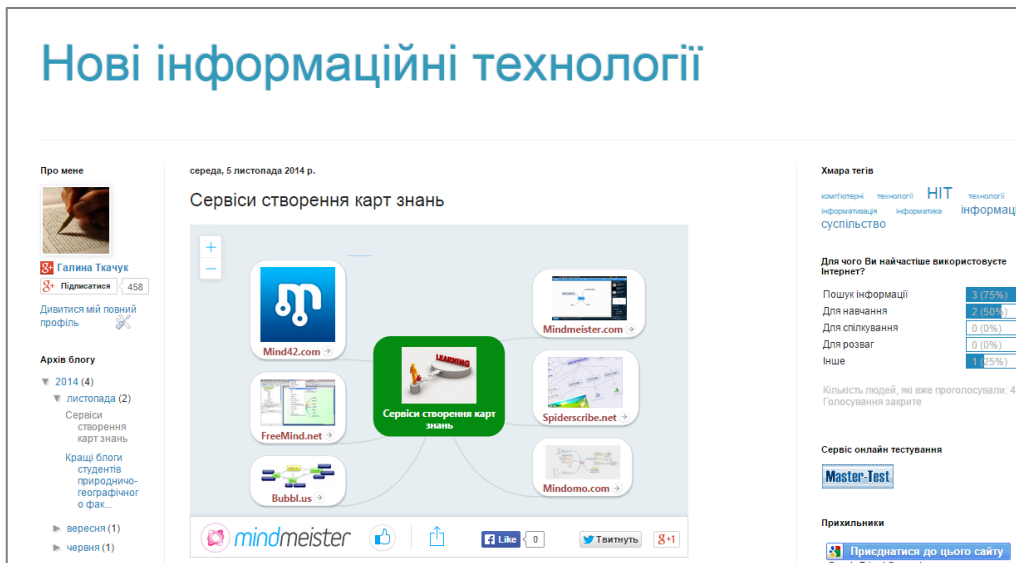 Нові інформаційні технології
Про мене
Галина Ткачук
Підписатися 458
Дивитися мій повний
профіль
Архів блогу
▼ 2014 (4)
▼ листопада (2)
Сервіси
створення
карт знань
Кращі блоги
студентів
природничо-
географічног
о фак...
► вересня (1)
► червня (1)
середа, 5 листопада 2014 р.
Сервіси створення карт знань
+
−
Mind42.com
FreeMind.net
Bubbl.us
LEARNING
Сервіси створення карт
знань
Mindmeister.com
Spiderscribe.net
Mindomo.com
mindmeister
Like 0
Твитнуть
g+1
Хмара тегів
комп'ютерні технології НІТ технології
інформатизація інформатика інформаці
суспільство
Для чого Ви найчастіше використовуєте
Інтернет?
Пошук інформації 3 (75%)
Для навчання 2 (50%)
Для спілкування 0 (0%)
Для розваг 0 (0%)
Інше 1 (25%)
Кількість людей, які вже проголосували: 4
Голосування закрите
Сервіс онлайн тестування
Master-Test
Прихильники
Приєднатися до цього сайту